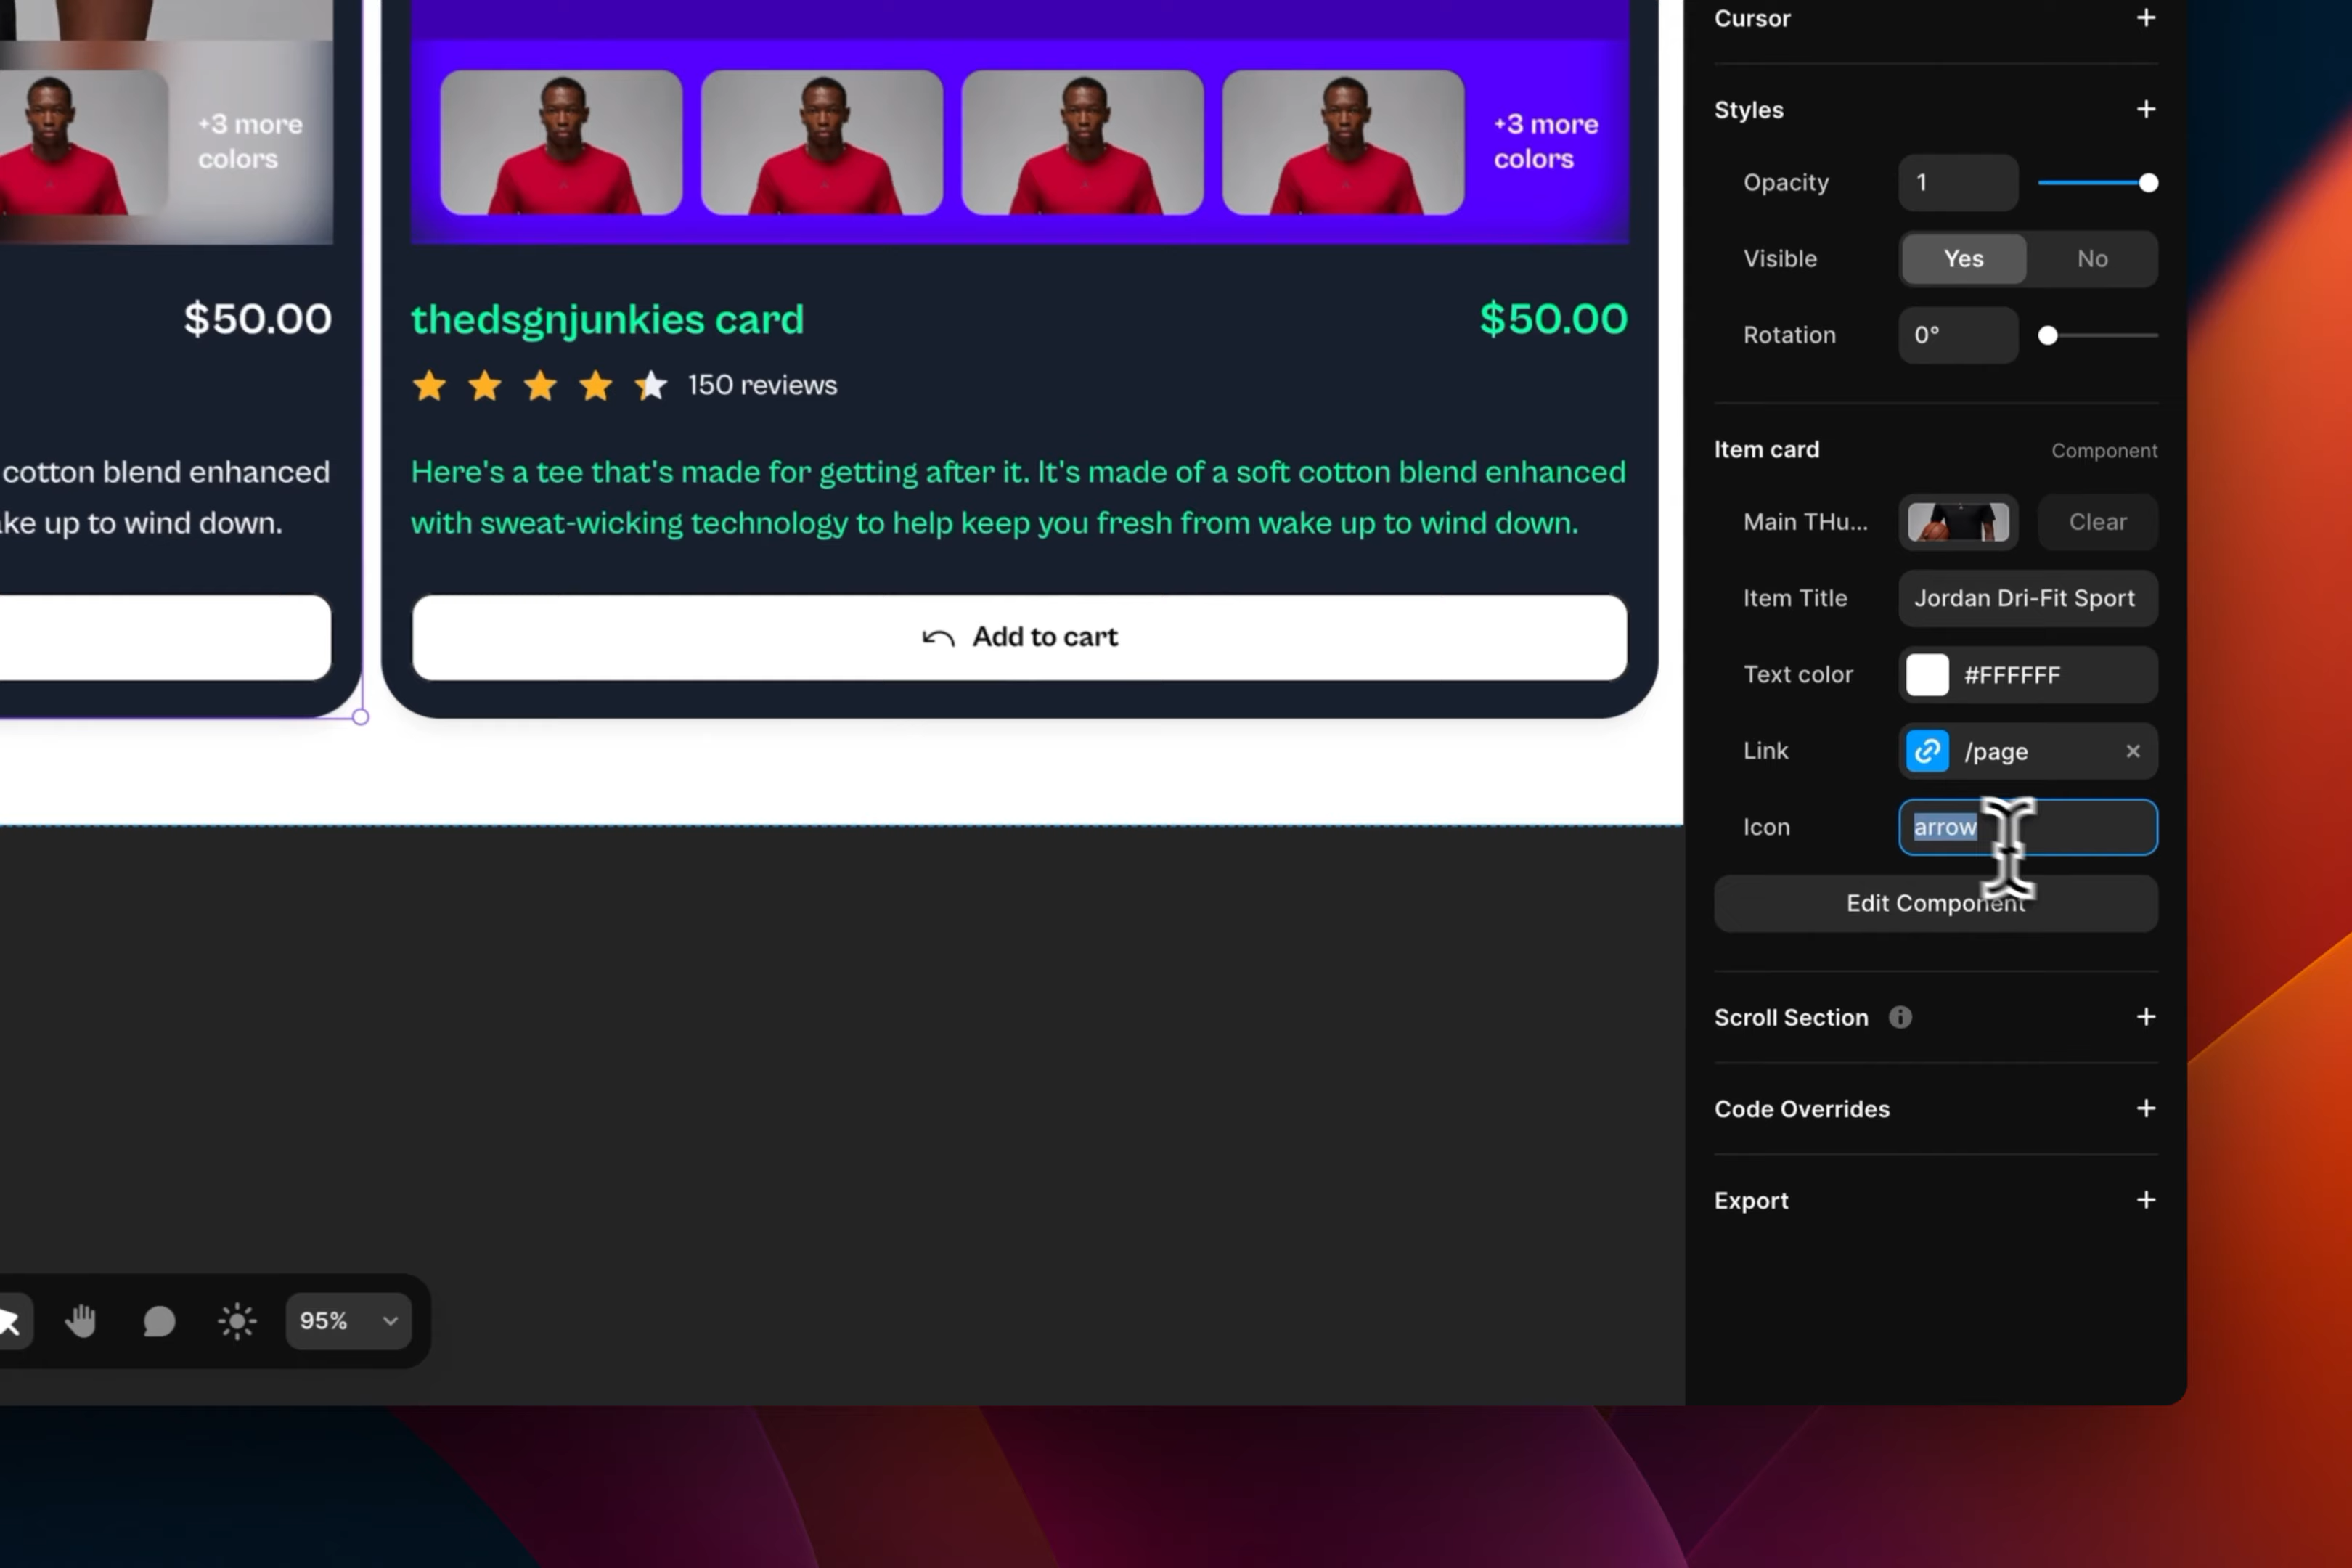 +3 more
colors
$50.00
cotton blend enhanced
ke up to wind down.
+3 more
colors
thedsgnjunkies card
$50.00
150 reviews
Here's a tee that's made for getting after it. It's made of a soft cotton blend enhanced
with sweat-wicking technology to help keep you fresh from wake up to wind down.
Add to cart
95%
Cursor
Styles
Opacity
1
Visible
Yes
No
Rotation
0°
Item card
Component
Main THu...
Clear
Item Title
Jordan Dri-Fit Sport
Text color
#FFFFFF
Link
/page
Icon
arrow
Edit Component
Scroll Section
Code Overrides
Export